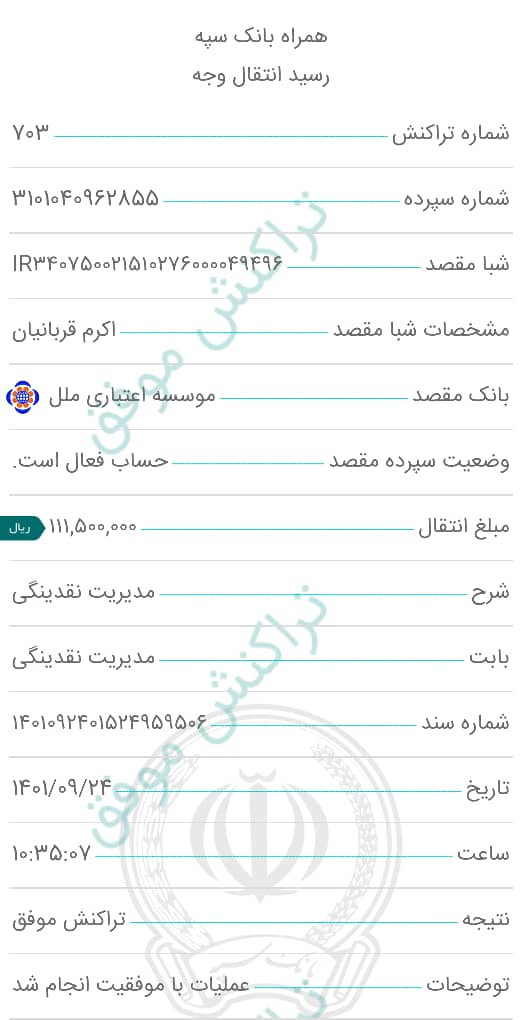 همراه بانک سپه
رسید انتقال وجه
شماره تراکنش ۷۰۳
شماره سپرده ۳۱۰۱۰۴۰۹۶۲۸۵۵
شبا مقصد IR۳۴۰۷۵۰۰۲۱۵۱۰۲۷۶۰۰۰۰۴۹۴۹۶
مشخصات شبا مقصد اکرم قربانیان
بانک مقصد موسسه اعتباری ملل
وضعیت سپرده مقصد حساب فعال است.
مبلغ انتقال ۱۱۱,۵۰۰,۰۰۰ ریال
شرح مدیریت نقدینگی
بابت مدیریت نقدینگی
شماره سند ۱۴۰۱۰۹۲۴۰۱۵۲۴۹۵۹۵۰۶
تاریخ ۱۴۰۱/۰۹/۲۴
ساعت ۱۰:۳۵:۰۷
نتیجه تراکنش موفق
توضیحات عملیات با موفقیت انجام شد
تراکنش موفق
تراکنش موفق
بانک سپه